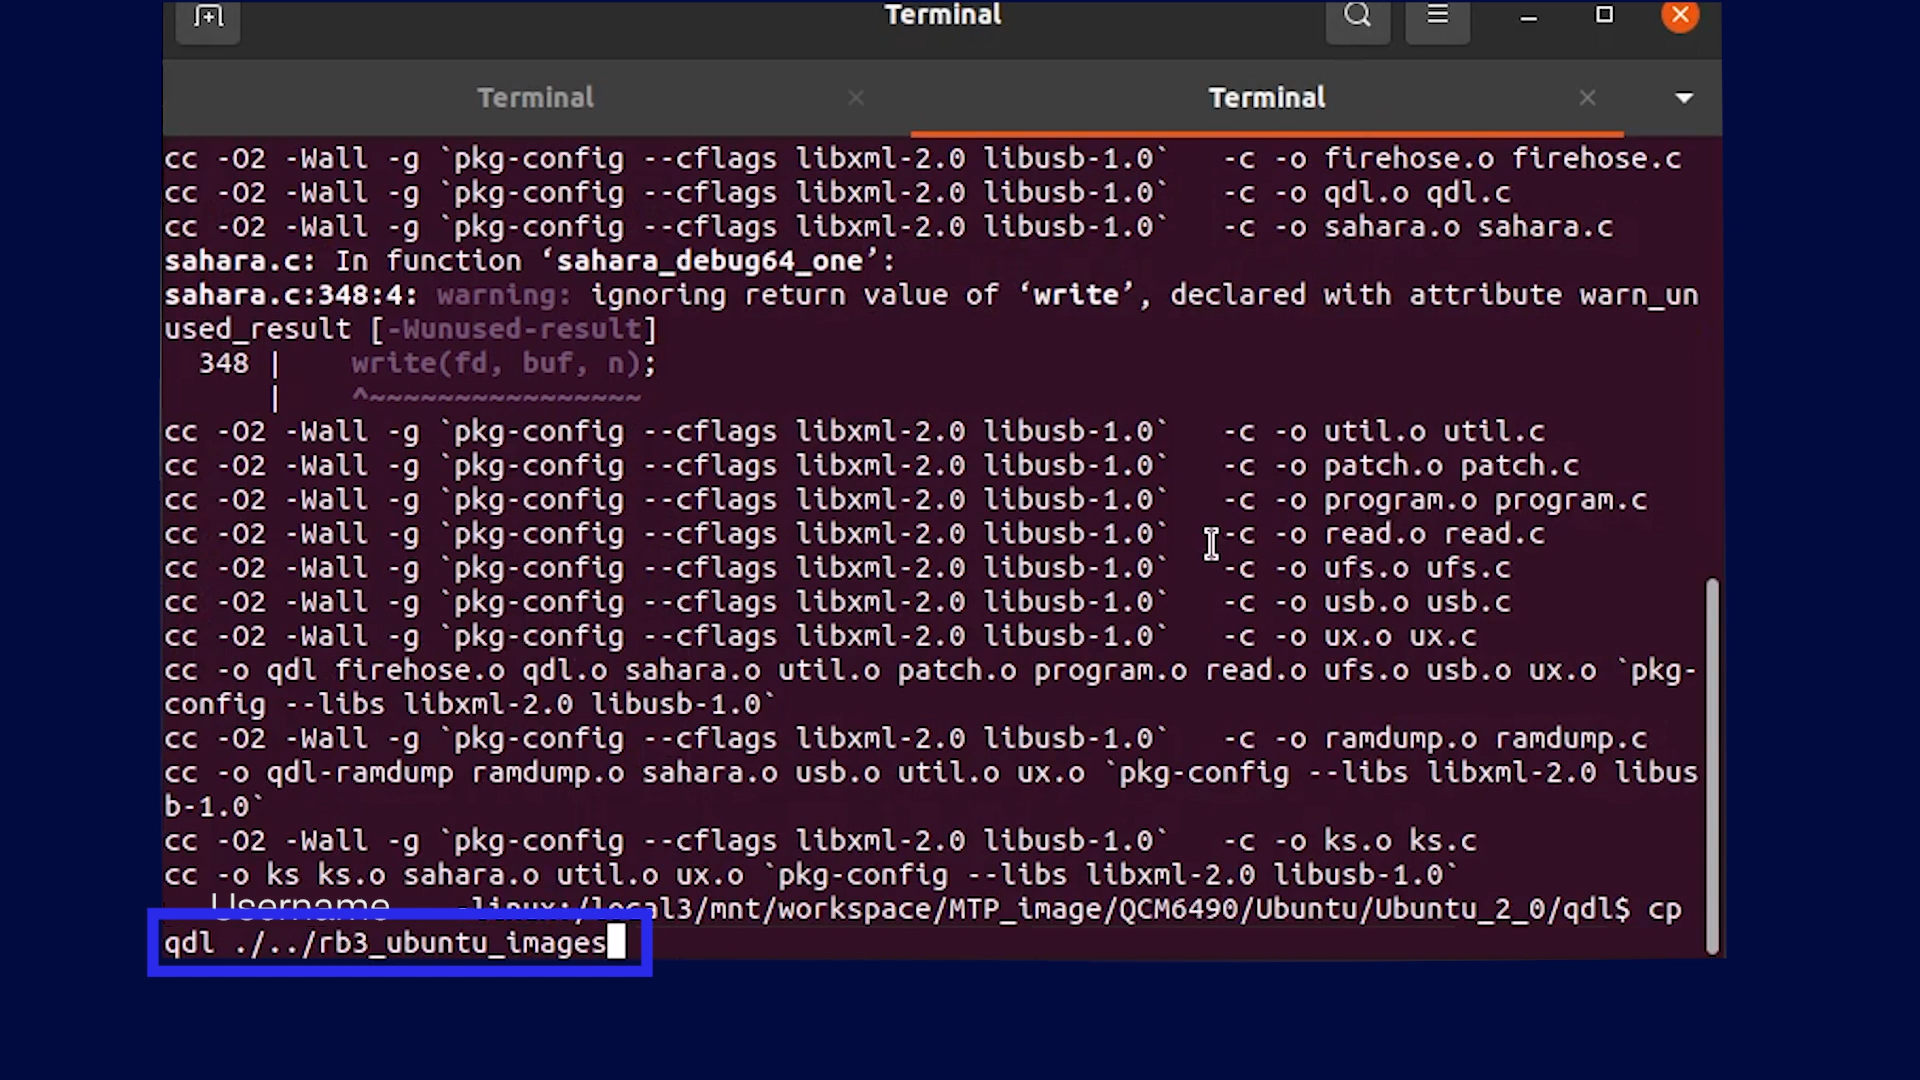 Terminal
Terminal
Terminal
cc -O2 -Wall -g `pkg-config --cflags libxml-2.0 libusb-1.0`   -c -o firehose.o firehose.c
cc -O2 -Wall -g `pkg-config --cflags libxml-2.0 libusb-1.0`   -c -o qdl.o qdl.c
cc -O2 -Wall -g `pkg-config --cflags libxml-2.0 libusb-1.0`   -c -o sahara.o sahara.c
sahara.c: In function ‘sahara_debug64_one’:
sahara.c:348:4: warning: ignoring return value of ‘write’, declared with attribute warn_un
used_result [-Wunused-result]
  348 |    write(fd, buf, n);
      |    ^~~~~~~~~~~~~~~~~
cc -O2 -Wall -g `pkg-config --cflags libxml-2.0 libusb-1.0`   -c -o util.o util.c
cc -O2 -Wall -g `pkg-config --cflags libxml-2.0 libusb-1.0`   -c -o patch.o patch.c
cc -O2 -Wall -g `pkg-config --cflags libxml-2.0 libusb-1.0`   -c -o program.o program.c
cc -O2 -Wall -g `pkg-config --cflags libxml-2.0 libusb-1.0`   -c -o read.o read.c
cc -O2 -Wall -g `pkg-config --cflags libxml-2.0 libusb-1.0`   -c -o ufs.o ufs.c
cc -O2 -Wall -g `pkg-config --cflags libxml-2.0 libusb-1.0`   -c -o usb.o usb.c
cc -O2 -Wall -g `pkg-config --cflags libxml-2.0 libusb-1.0`   -c -o ux.o ux.c
cc -o qdl firehose.o qdl.o sahara.o util.o patch.o program.o read.o ufs.o usb.o ux.o `pkg-
config --libs libxml-2.0 libusb-1.0`
cc -O2 -Wall -g `pkg-config --cflags libxml-2.0 libusb-1.0`   -c -o ramdump.o ramdump.c
cc -o qdl-ramdump ramdump.o sahara.o usb.o util.o ux.o `pkg-config --libs libxml-2.0 libus
b-1.0`
cc -O2 -Wall -g `pkg-config --cflags libxml-2.0 libusb-1.0`   -c -o ks.o ks.c
cc -o ks ks.o sahara.o util.o ux.o `pkg-config --libs libxml-2.0 libusb-1.0`
Username -linux:/local3/mnt/workspace/MTP_image/QCM6490/Ubuntu/Ubuntu_2_0/qdl$ cp
qdl ./../rb3_ubuntu_images